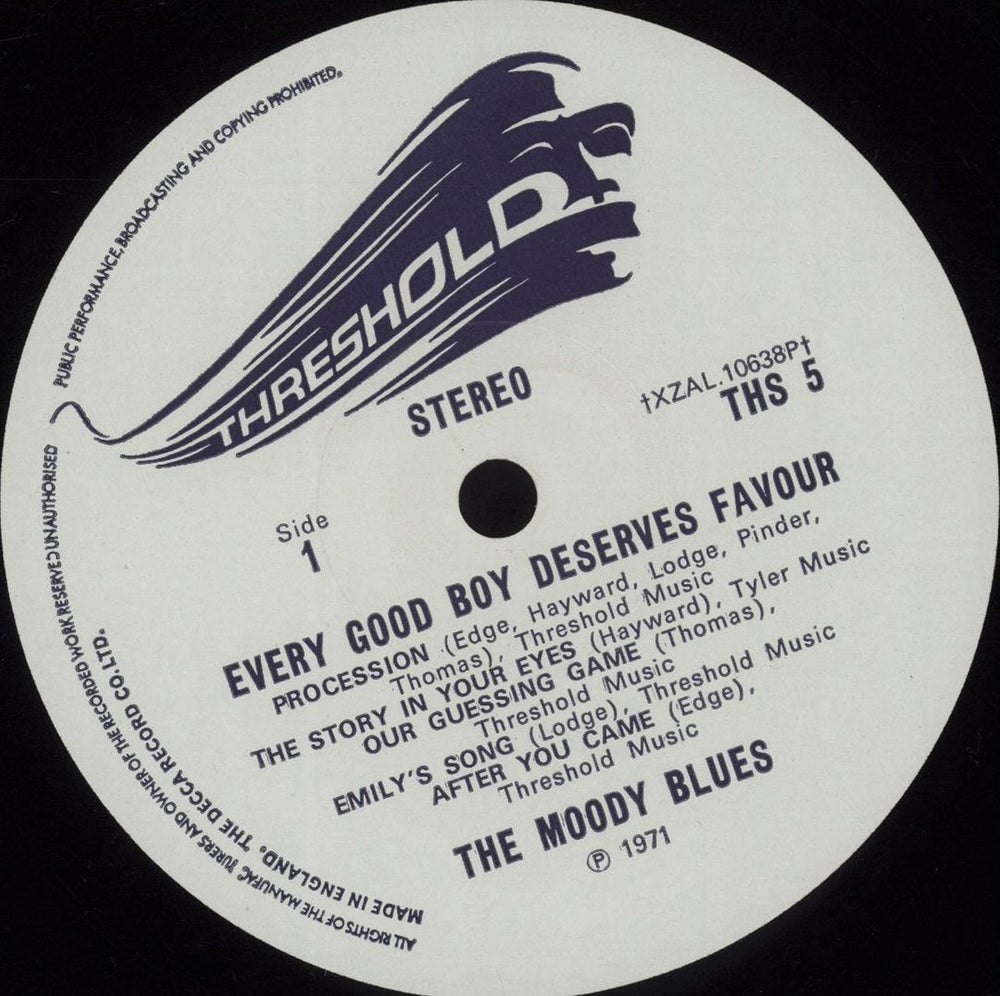 PUBLIC PERFORMANCE, BROADCASTING AND COPYING PROHIBITED.
THRESHOLD
STEREO
†XZAL.10638P†
THS 5
Side
1
EVERY GOOD BOY DESERVES FAVOUR
PROCESSION (Edge, Hayward, Lodge, Pinder,
Thomas), Threshold Music
THE STORY IN YOUR EYES (Hayward), Tyler Music
OUR GUESSING GAME (Thomas),
Threshold Music
EMILY'S SONG (Lodge), Threshold Music
AFTER YOU CAME (Edge),
Threshold Music
THE MOODY BLUES
℗ 1971
ALL RIGHTS OF THE MANUFACTURERS AND OWNER OF THE RECORDED WORK RESERVED UNAUTHORISED
MADE IN ENGLAND. THE DECCA RECORD CO. LTD.